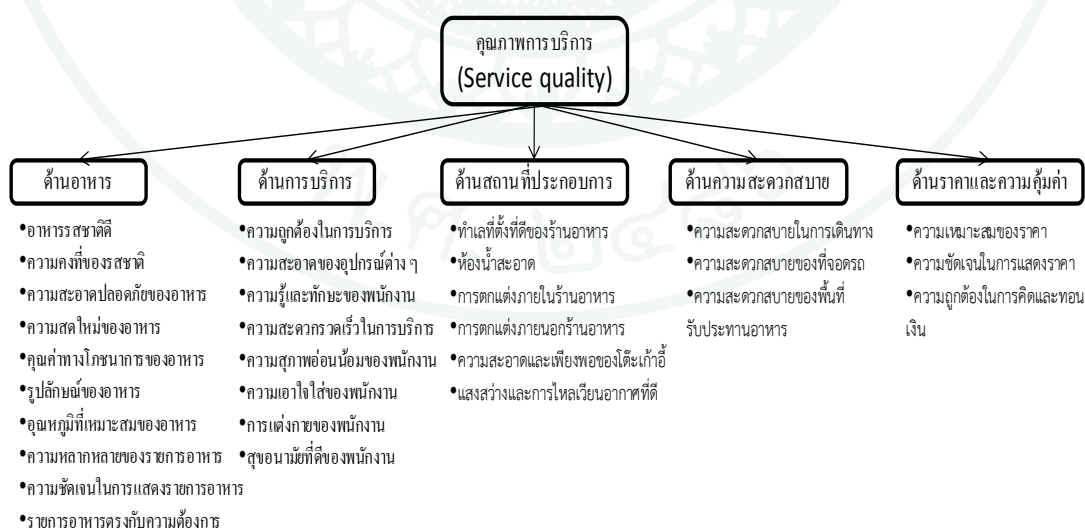 คุณภาพการบริการ
(Service quality)
ด้านอาหาร
•อาหารรสชาติดี
•ความคงที่ของรสชาติ
•ความสะอาดปลอดภัยของอาหาร
•ความสดใหม่ของอาหาร
•คุณค่าทางโภชนาการของอาหาร
•รูปลักษณ์ของอาหาร
•อุณหภูมิที่เหมาะสมของอาหาร
•ความหลากหลายของรายการอาหาร
•ความชัดเจนในการแสดงรายการอาหาร
•รายการอาหารตรงกับความต้องการ
ด้านการบริการ
•ความถูกต้องในการบริการ
•ความสะอาดของอุปกรณ์ต่าง ๆ
•ความรู้และทักษะของพนักงาน
•ความสะดวกรวดเร็วในการบริการ
•ความสุภาพอ่อนน้อมของพนักงาน
•ความเอาใจใส่ของพนักงาน
•การแต่งกายของพนักงาน
•สุขอนามัยที่ดีของพนักงาน
ด้านสถานที่ประกอบการ
•ทำเลที่ตั้งที่ดีของร้านอาหาร
•ห้องน้ำสะอาด
•การตกแต่งภายในร้านอาหาร
•การตกแต่งภายนอกร้านอาหาร
•ความสะอาดและเพียงพอของโต๊ะเก้าอี้
•แสงสว่างและการไหลเวียนอากาศที่ดี
ด้านความสะดวกสบาย
•ความสะดวกสบายในการเดินทาง
•ความสะดวกสบายของที่จอดรถ
•ความสะดวกสบายของพื้นที่
รับประทานอาหาร
ด้านราคาและความคุ้มค่า
•ความเหมาะสมของราคา
•ความชัดเจนในการแสดงราคา
•ความถูกต้องในการคิดและทอน
เงิน